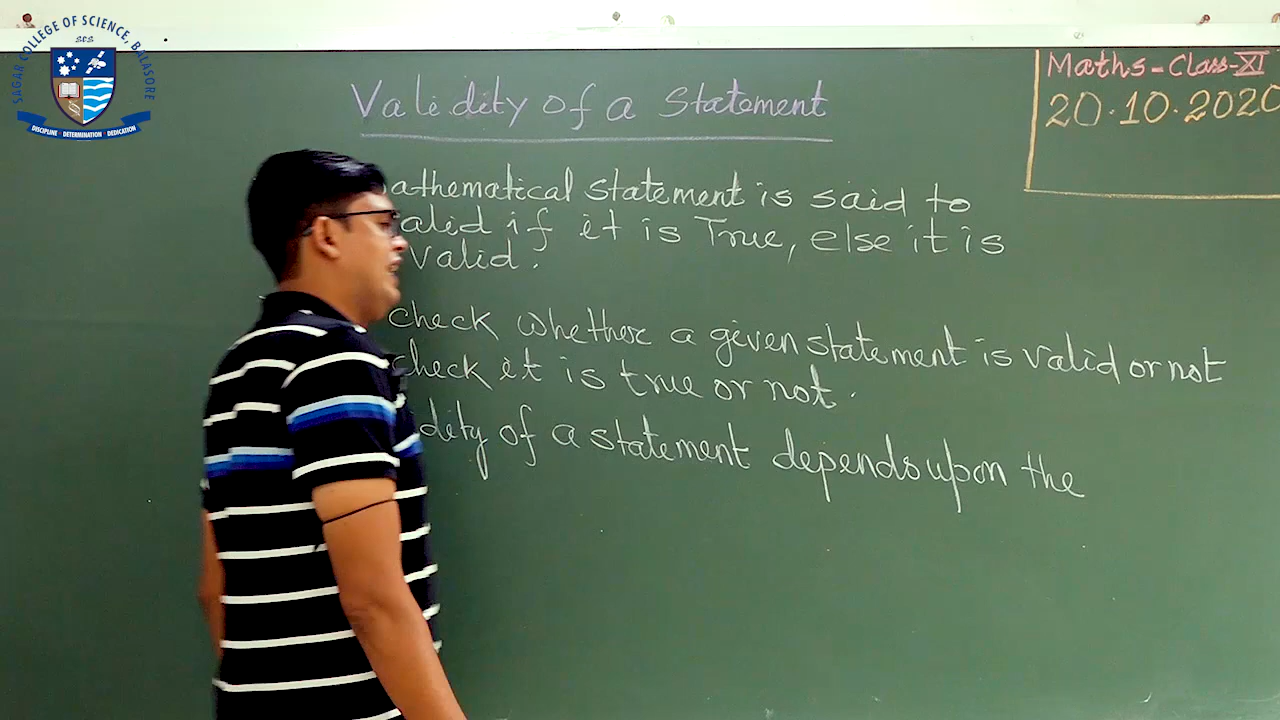 SAGAR COLLEGE OF SCIENCE, BALASORE
SCS
DISCIPLINE · DETERMINATION · DEDICATION
Maths - Class - XI
20.10.2020
Validity of a Statement
athematical statement is said to
alid if it is True, else it is
valid.
check whether a given statement is valid or not
check it is true or not.
dity of a statement depends upon the